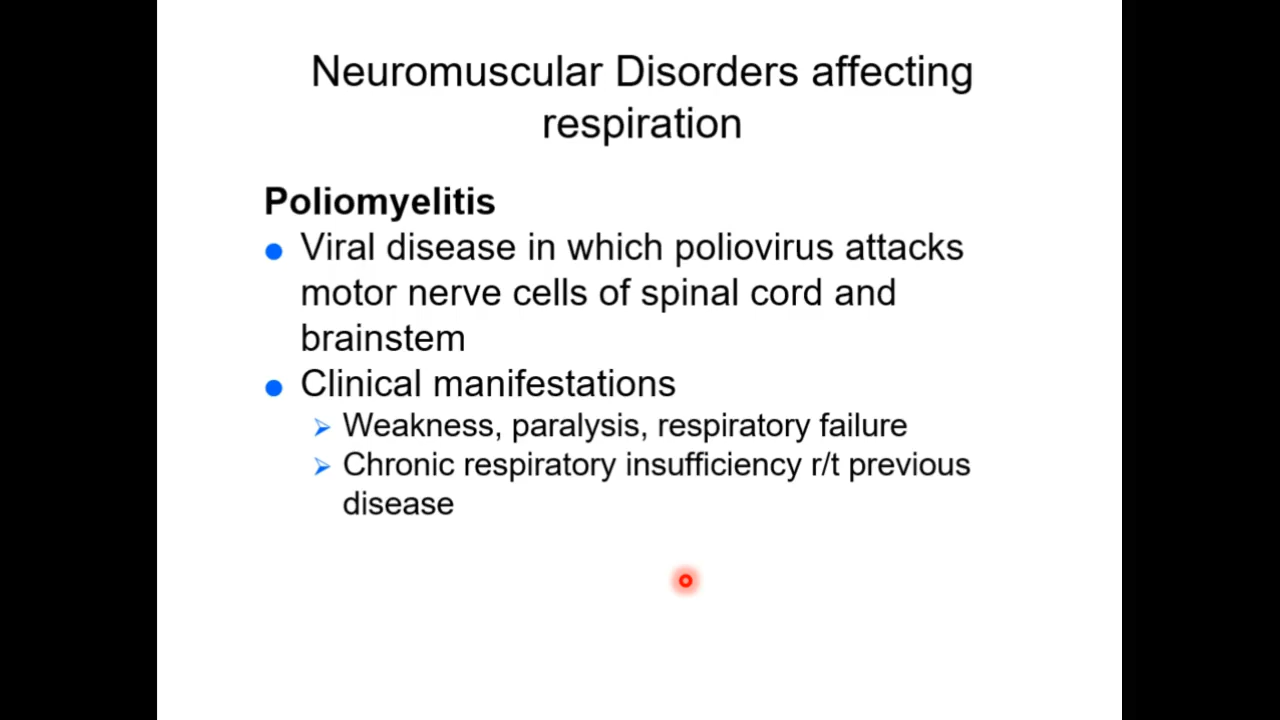 Neuromuscular Disorders affecting
respiration
Poliomyelitis
● Viral disease in which poliovirus attacks
motor nerve cells of spinal cord and
brainstem
● Clinical manifestations
➢ Weakness, paralysis, respiratory failure
➢ Chronic respiratory insufficiency r/t previous
disease